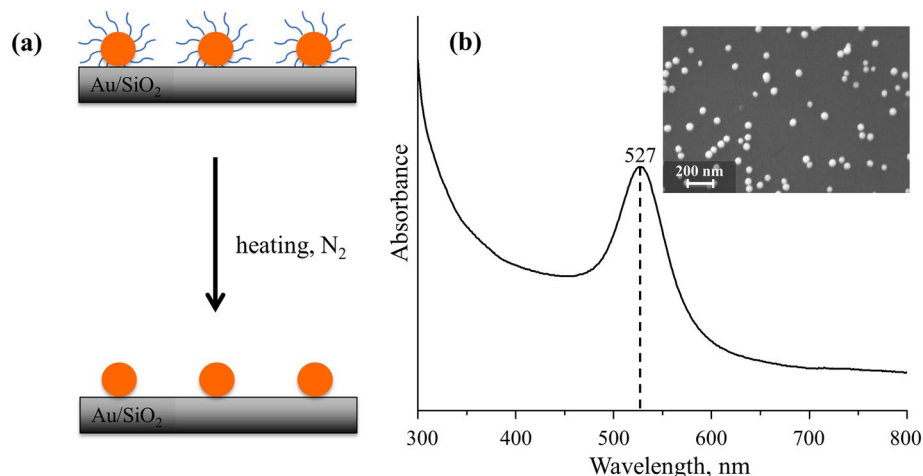 (a)
Au/SiO₂
heating, N₂
Au/SiO₂
(b)
Absorbance
527
200 nm
300 400 500 600 700 800
Wavelength, nm